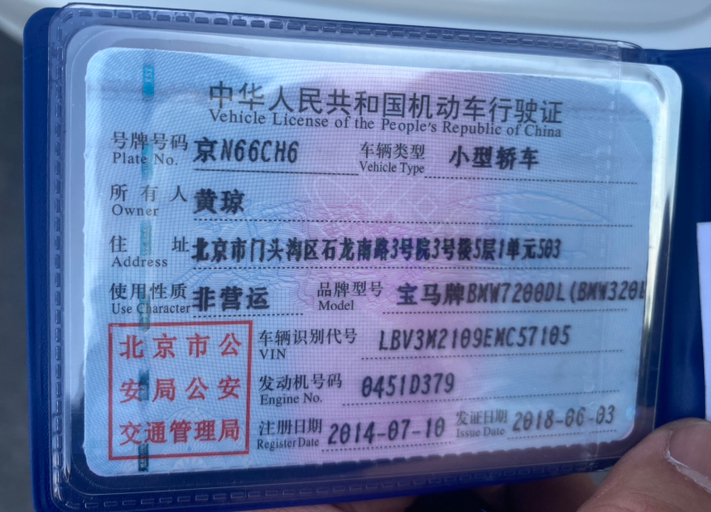 中华人民共和国机动车行驶证
Vehicle License of the People's Republic of China
号牌号码 京N66CH6 车辆类型 小型轿车
Plate No. Vehicle Type
所有人 黄琼
Owner
住址 北京市门头沟区石龙南路3号院3号楼5层1单元503
Address
使用性质 非营运 品牌型号 宝马牌BMW7200DL(BMW320L
Use Character Model
北京市公
安局公安
交通管理局
车辆识别代号 LBV3M2109EMC57105
VIN
发动机号码 0451D379
Engine No.
注册日期 2014-07-10 发证日期 2018-06-03
Register Date Issue Date